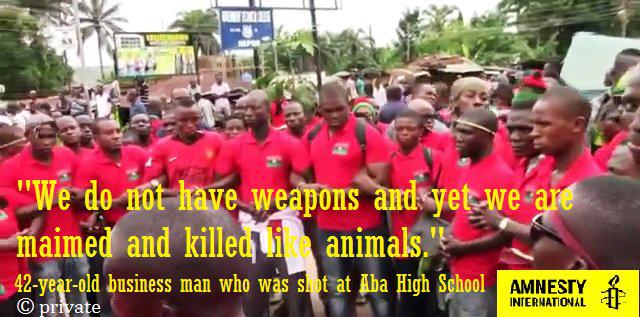 "We do not have weapons and yet we are
maimed and killed like animals."
42-year-old business man who was shot at Aba High School
© private
AMNESTY
INTERNATIONAL